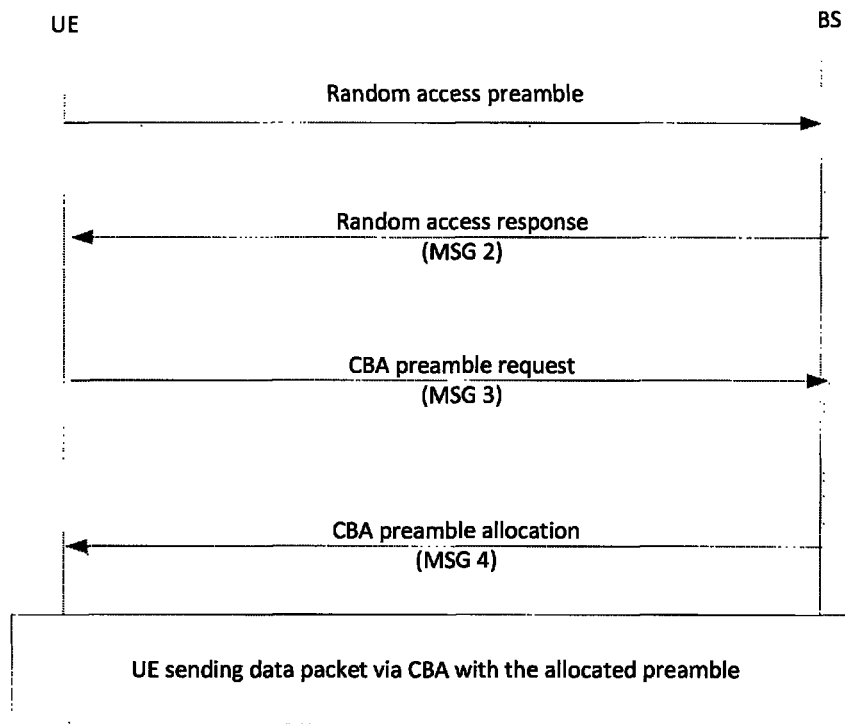 UE
BS
Random access preamble
Random access response
(MSG 2)
CBA preamble request
(MSG 3)
CBA preamble allocation
(MSG 4)
UE sending data packet via CBA with the allocated preamble